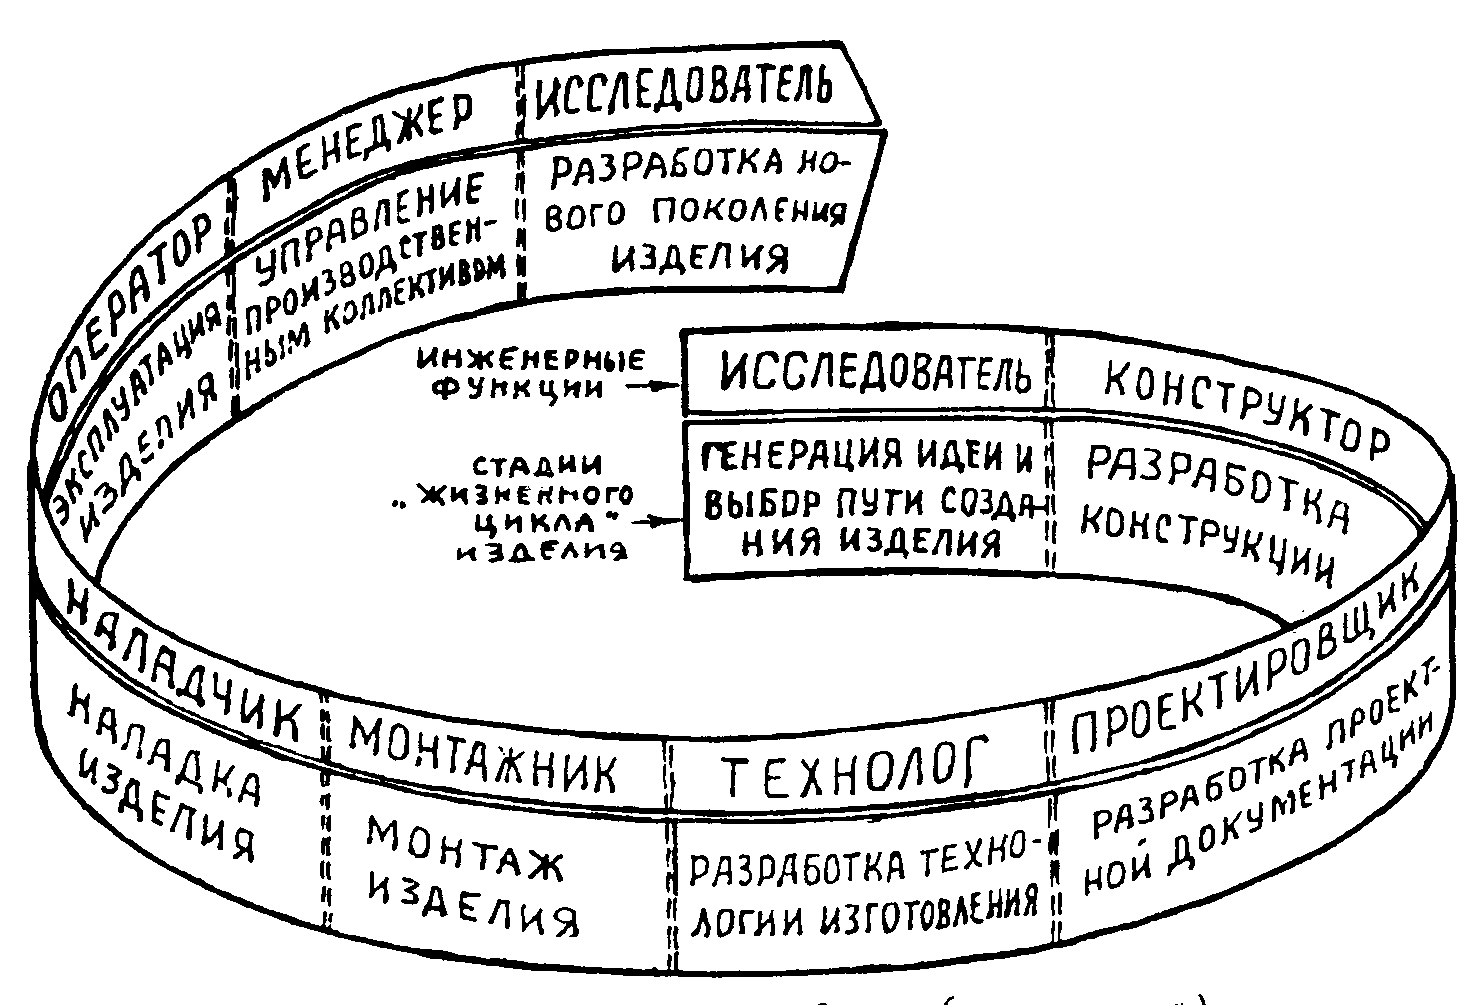 ИНЖЕНЕРНЫЕ
ФУНКЦИИ
СТАДИИ
„ЖИЗНЕННОГО
ЦИКЛА"
ИЗДЕЛИЯ
ИССЛЕДОВАТЕЛЬ
ГЕНЕРАЦИЯ ИДЕИ И
ВЫБОР ПУТИ СОЗДА-
НИЯ ИЗДЕЛИЯ
КОНСТРУКТОР
РАЗРАБОТКА
КОНСТРУКЦИИ
ПРОЕКТИРОВЩИК
РАЗРАБОТКА ПРОЕКТ-
НОЙ ДОКУМЕНТАЦИИ
ТЕХНОЛОГ
РАЗРАБОТКА ТЕХНО-
ЛОГИИ ИЗГОТОВЛЕНИЯ
МОНТАЖНИК
МОНТАЖ
ИЗДЕЛИЯ
НАЛАДЧИК
НАЛАДКА
ИЗДЕЛИЯ
ОПЕРАТОР
ЭКСПЛУАТАЦИЯ
ИЗДЕЛИЯ
МЕНЕДЖЕР
УПРАВЛЕНИЕ
ПРОИЗВОДСТВЕН-
НЫМ КОЛЛЕКТИВОМ
ИССЛЕДОВАТЕЛЬ
РАЗРАБОТКА НО-
ВОГО ПОКОЛЕНИЯ
ИЗДЕЛИЯ